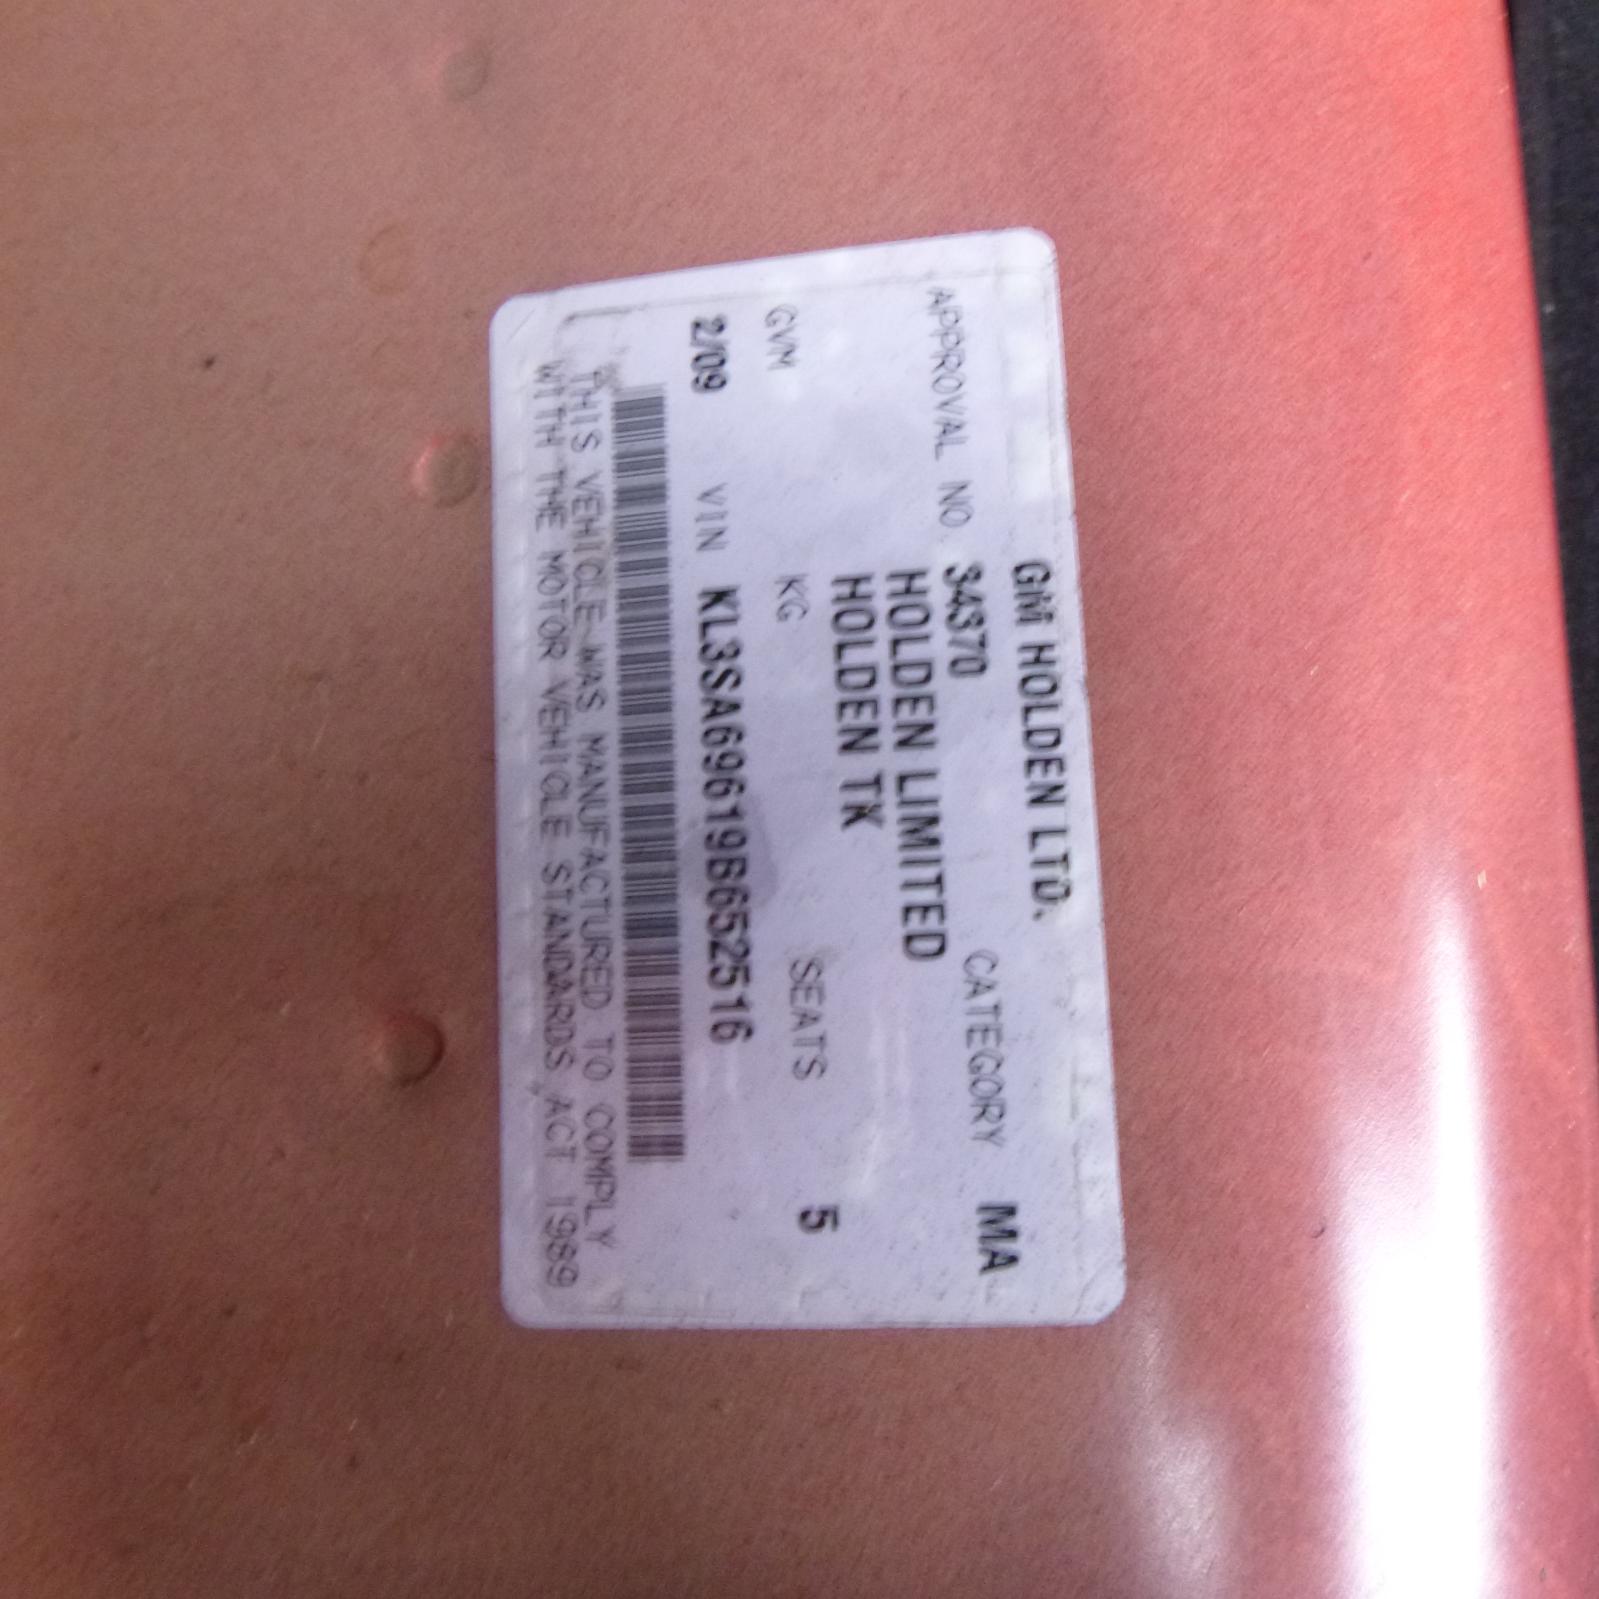 GM HOLDEN LTD.
APPROVAL NO. 34370 CATEGORY MA
HOLDEN LIMITED
HOLDEN TK
GVM KG SEATS 5
2/09 VIN KL3SA69619B652516
THIS VEHICLE WAS MANUFACTURED TO COMPLY
WITH THE MOTOR VEHICLE STANDARDS ACT 1989